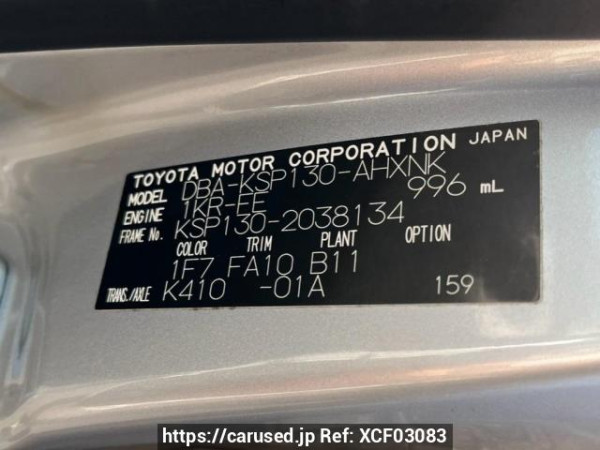 TOYOTA MOTOR CORPORATION JAPAN
MODEL DBA-KSP130-AHXNK
ENGINE 1KR-FE 996 mL
FRAME No. KSP130-2038134
COLOR TRIM PLANT OPTION
1F7 FA10 B11
TRANS./AXLE K410 -01A 159
https://carused.jp Ref: XCF03083